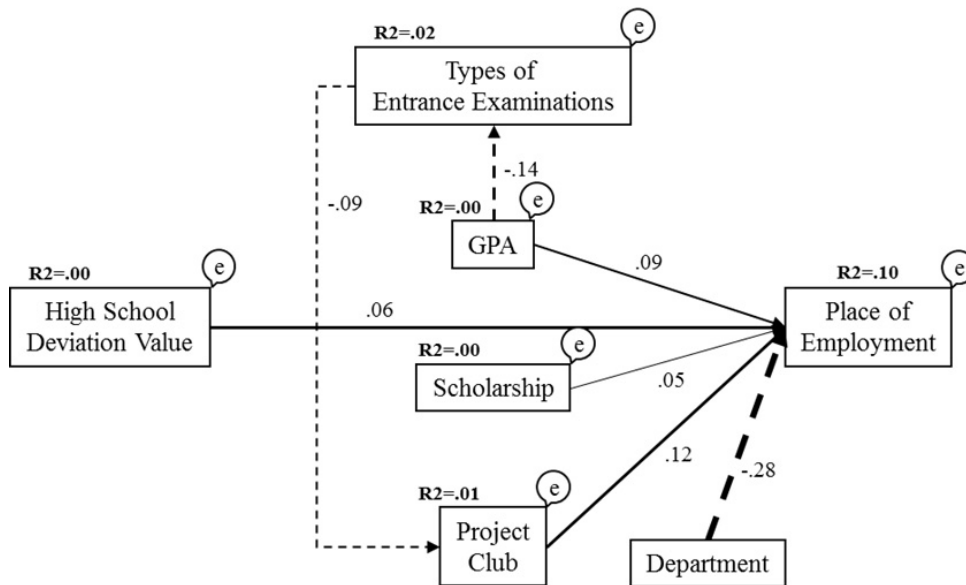 R2=.02
e
Types of
Entrance Examinations
-.14
-.09
R2=.00
e
GPA
.09
R2=.00
e
High School
Deviation Value
.06
R2=.10
e
Place of
Employment
R2=.00
e
Scholarship
.05
.12
-.28
R2=.01
e
Project
Club
Department